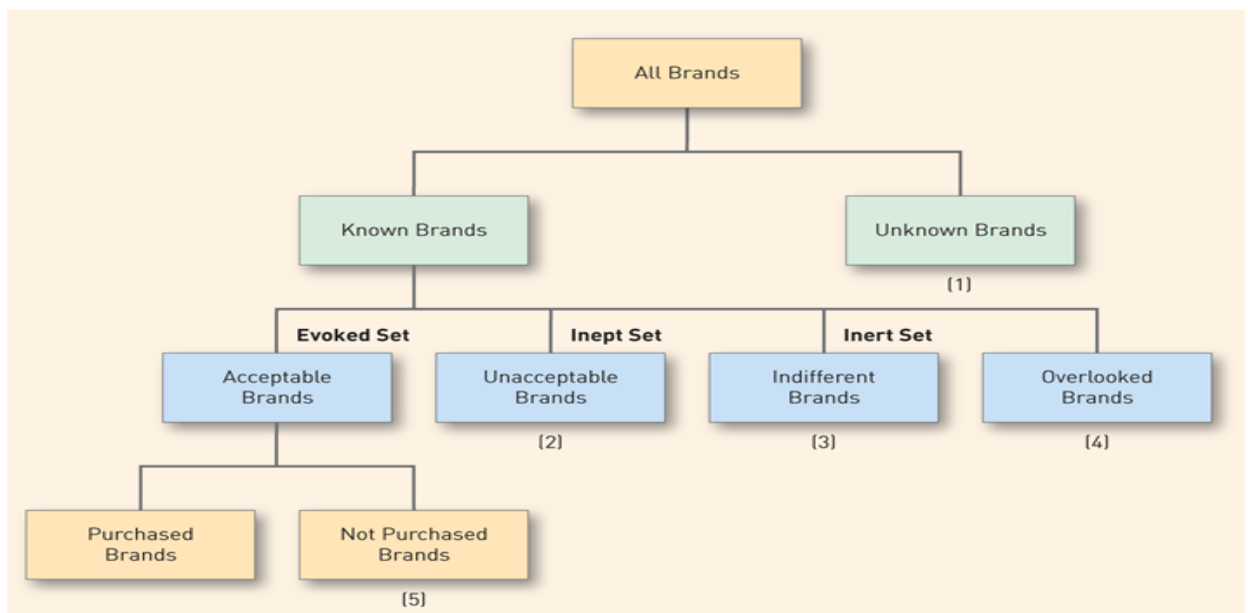 All Brands
Known Brands
Unknown Brands
(1)
Evoked Set
Inept Set
Inert Set
Acceptable
Brands
Unacceptable
Brands
Indifferent
Brands
Overlooked
Brands
(2)
(3)
(4)
Purchased
Brands
Not Purchased
Brands
(5)